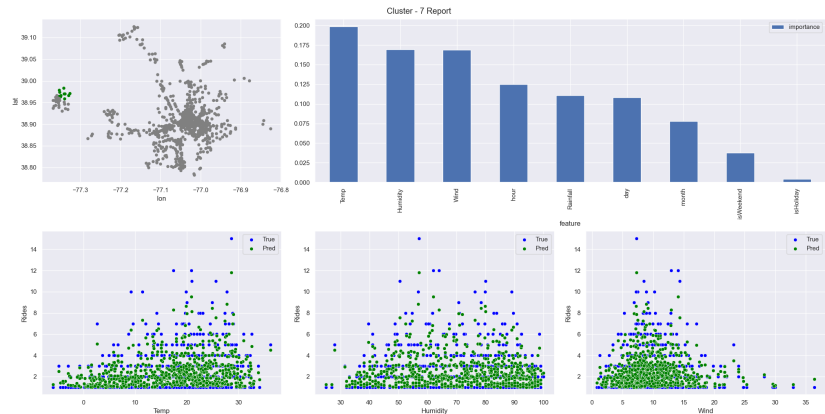 Cluster - 7 Report
39.10
39.05
39.00
38.95
38.90
38.85
38.80
lat
−77.3
−77.2
−77.1
−77.0
−76.9
−76.8
lon
0.200
0.175
0.150
0.125
0.100
0.075
0.050
0.025
0.000
importance
Temp
Humidity
Wind
hour
Rainfall
day
month
isWeekend
isHoliday
feature
14
12
10
8
6
4
2
Rides
True
Pred
0
10
20
30
Temp
14
12
10
8
6
4
2
Rides
True
Pred
30
40
50
60
70
80
90
100
Humidity
14
12
10
8
6
4
2
Rides
True
Pred
0
5
10
15
20
25
30
35
Wind